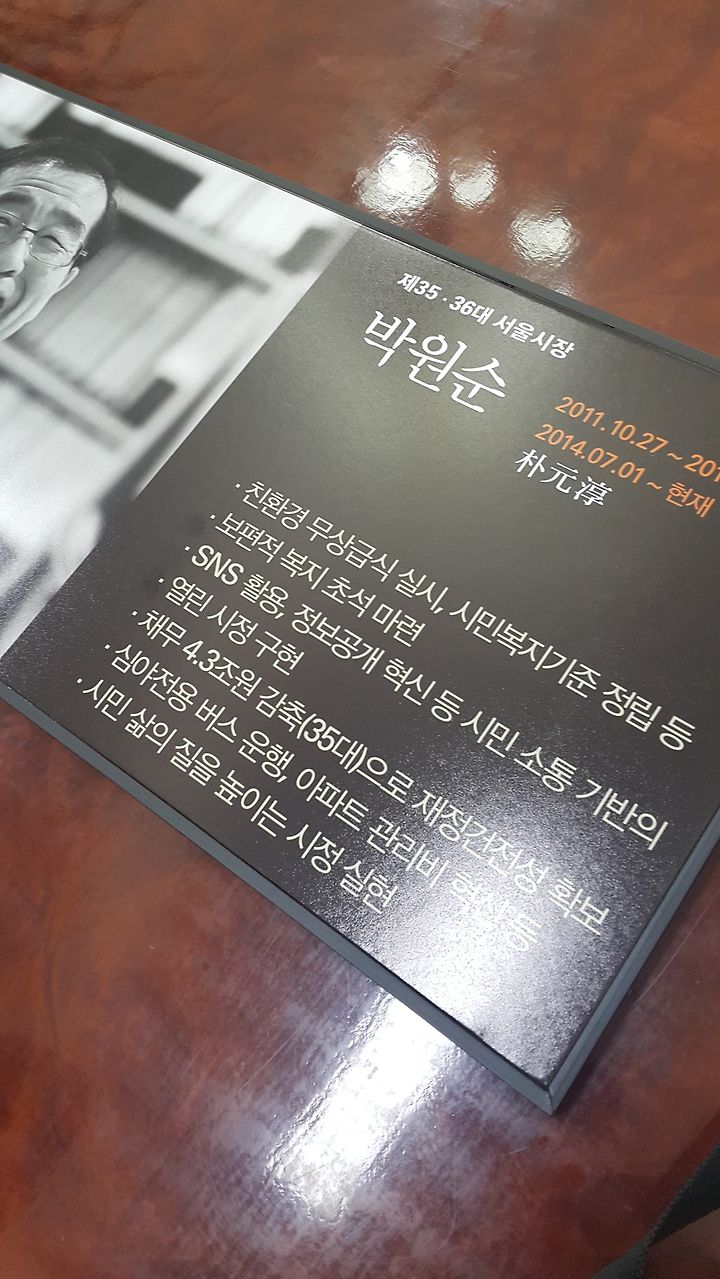 제35·36대 서울시장
박원순
朴元淳
2011.10.27 ~ 201
2014.07.01 ~ 현재
· 친환경 무상급식 실시, 시민복지기준 정립 등
· 보편적 복지 초석 마련
· SNS 활용, 정보공개 혁신 등 시민 소통 기반의
· 열린 시정 구현
· 채무 4.3조원 감축(35대)으로 재정건전성 확보
· 심야전용 버스 운행, 아파트 관리비 혁신 등
· 시민 삶의 질을 높이는 시정 실현